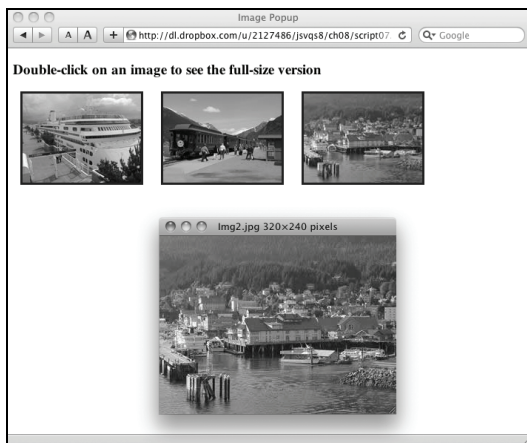 Image Popup
A A + http://dl.dropbox.com/u/2127486/jsvqs8/ch08/script07. Google
Double-click on an image to see the full-size version
Img2.jpg 320×240 pixels